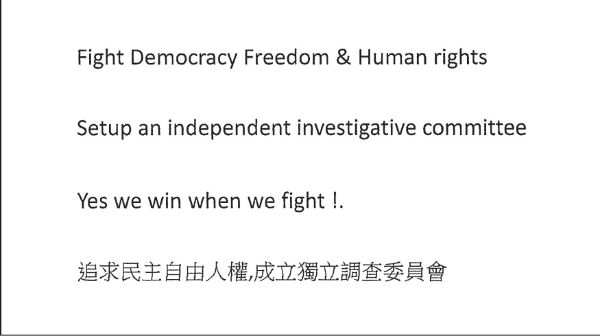 Fight Democracy Freedom & Human rights
Setup an independent investigative committee
Yes we win when we fight !.
追求民主自由人權,成立獨立調查委員會